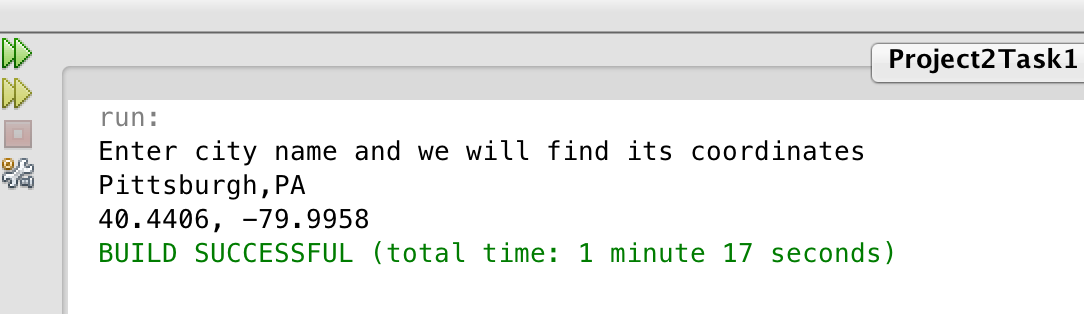 Project2Task1
run:
Enter city name and we will find its coordinates
Pittsburgh,PA
40.4406, -79.9958
BUILD SUCCESSFUL (total time: 1 minute 17 seconds)